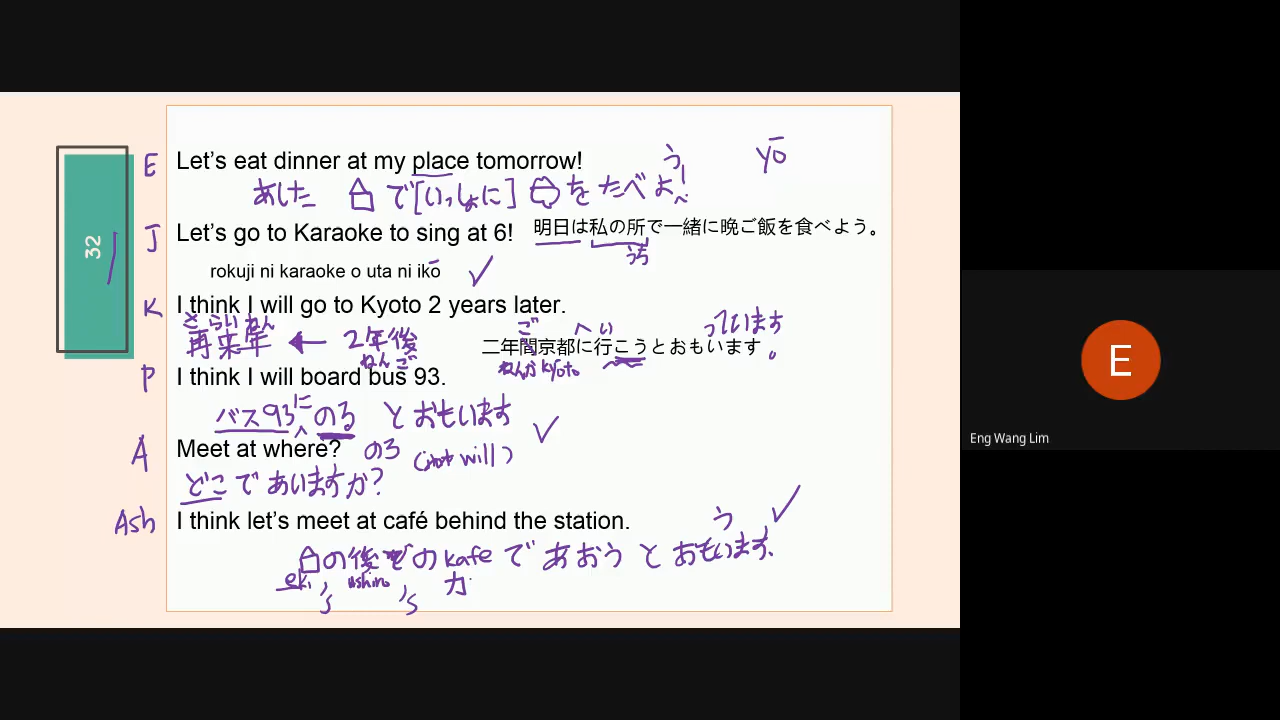 32
E Let's eat dinner at my place tomorrow! う yō
あした で[いっしょに] をたべよ
J Let's go to Karaoke to sing at 6! 明日は私の所で一緒に晩ご飯を食べよう。
うち
rokuji ni karaoke o uta ni ikō
K I think I will go to Kyoto 2 years later.
さらいねん ご へ い っています
再来年 ← 2年後 二年間京都に行こうとおもいます。
ねんご ねんかん kyoto
P I think I will board bus 93.
バス93にのる とおもいます
A Meet at where? のろ (not will)
どこであいますか?
Ash I think let's meet at café behind the station. う
の後 のkafeであおうとおもいます
eki 's ushiro 's カ
E
Eng Wang Lim